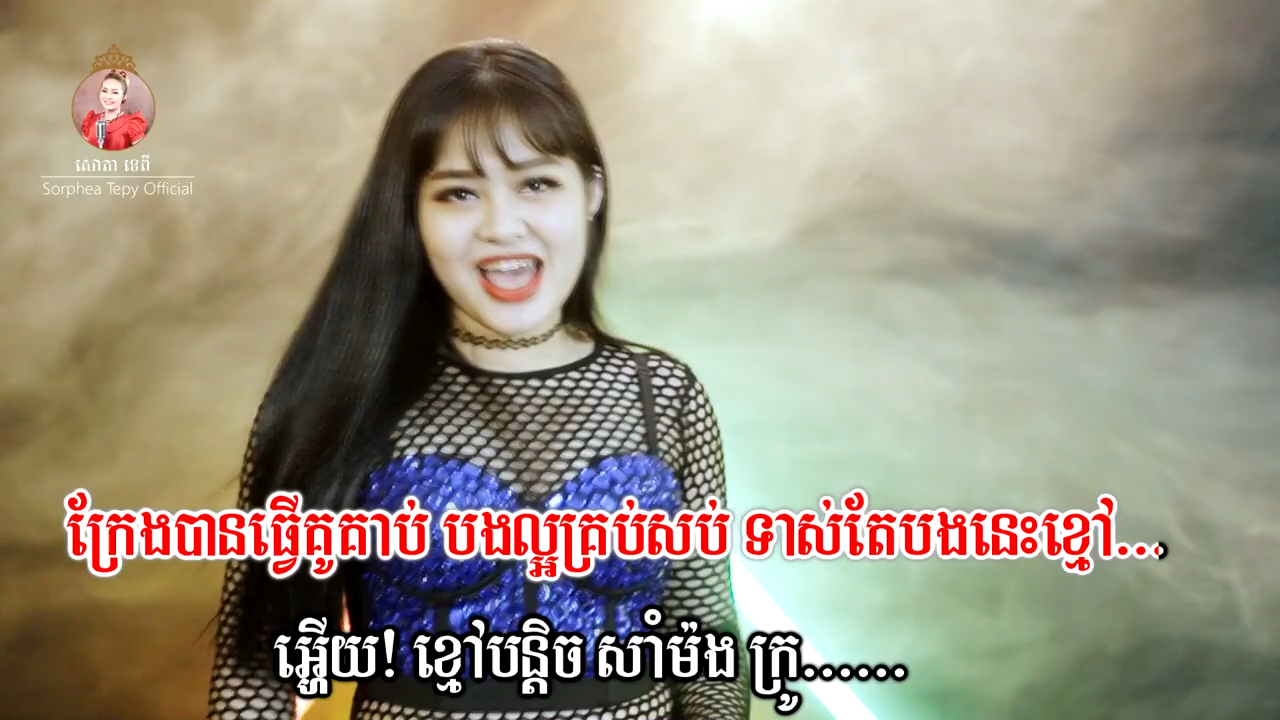 សោភា ទេពី
Sorphea Tepy Official
ក្រែងបានធ្វើគូគាប់ បងល្អគ្រប់សប់ ទាស់តែបងនេះខ្មៅ...
អ្ហើយ! ខ្មៅបន្តិច សាំម៉ង ក្រូ......